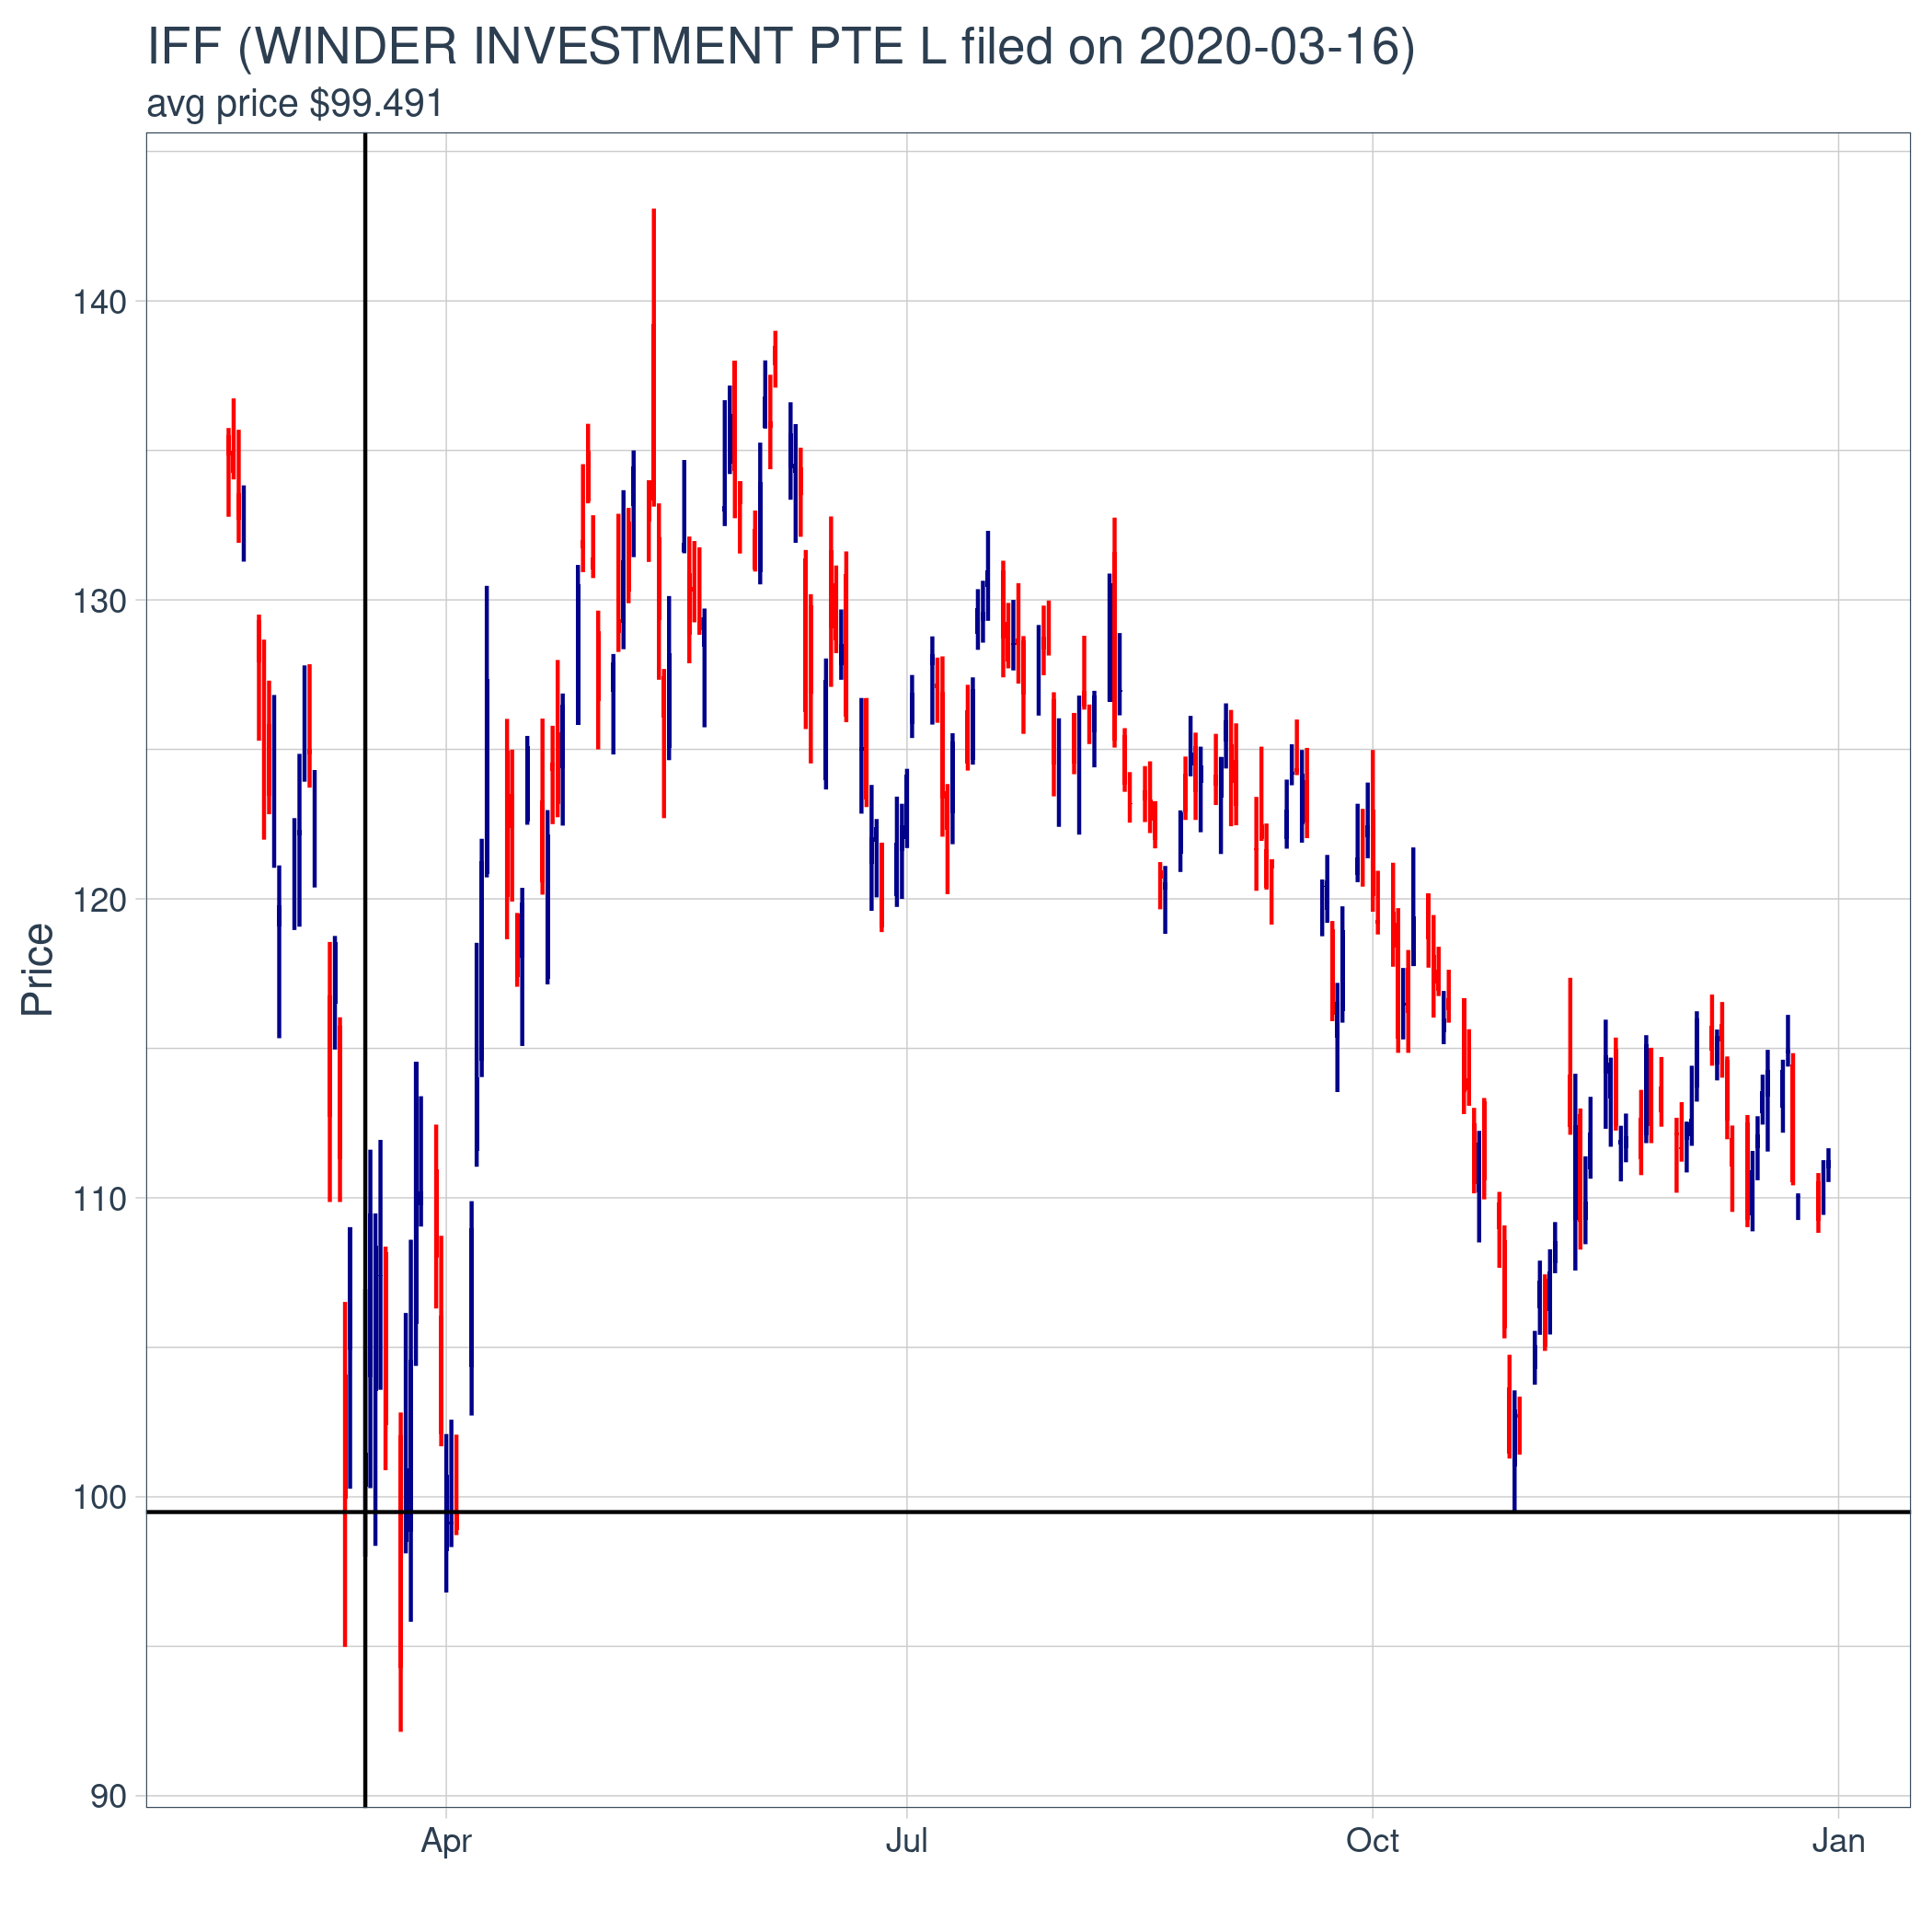 IFF (WINDER INVESTMENT PTE L filed on 2020-03-16)
avg price $99.491
140
130
120
110
100
90
Price
Apr Jul Oct Jan